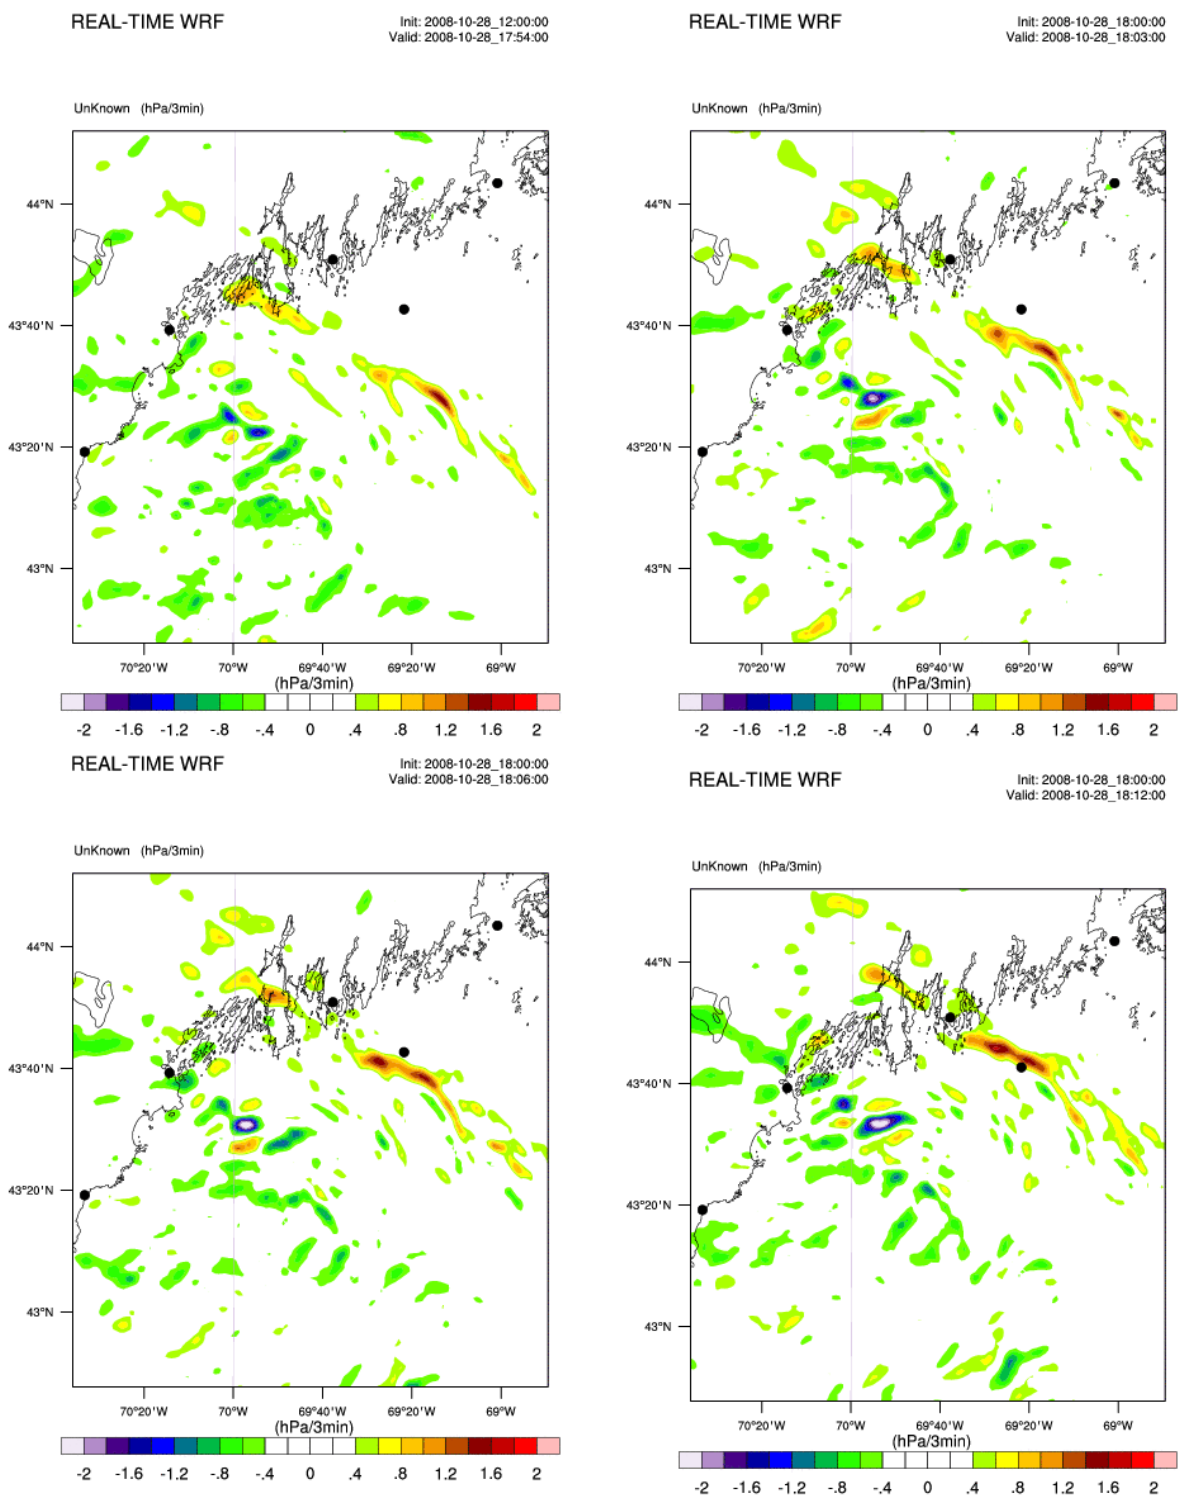 REAL-TIME WRF
Init: 2008-10-28_12:00:00
Valid: 2008-10-28_17:54:00
UnKnown (hPa/3min)
44°N
43°40'N
43°20'N
43°N
70°20'W 70°W 69°40'W 69°20'W 69°W
(hPa/3min)
-2 -1.6 -1.2 -.8 -.4 0 .4 .8 1.2 1.6 2
REAL-TIME WRF
Init: 2008-10-28_18:00:00
Valid: 2008-10-28_18:03:00
UnKnown (hPa/3min)
44°N
43°40'N
43°20'N
43°N
70°20'W 70°W 69°40'W 69°20'W 69°W
(hPa/3min)
-2 -1.6 -1.2 -.8 -.4 0 .4 .8 1.2 1.6 2
REAL-TIME WRF
Init: 2008-10-28_18:00:00
Valid: 2008-10-28_18:06:00
UnKnown (hPa/3min)
44°N
43°40'N
43°20'N
43°N
70°20'W 70°W 69°40'W 69°20'W 69°W
(hPa/3min)
-2 -1.6 -1.2 -.8 -.4 0 .4 .8 1.2 1.6 2
REAL-TIME WRF
Init: 2008-10-28_18:00:00
Valid: 2008-10-28_18:12:00
UnKnown (hPa/3min)
44°N
43°40'N
43°20'N
43°N
70°20'W 70°W 69°40'W 69°20'W 69°W
(hPa/3min)
-2 -1.6 -1.2 -.8 -.4 0 .4 .8 1.2 1.6 2